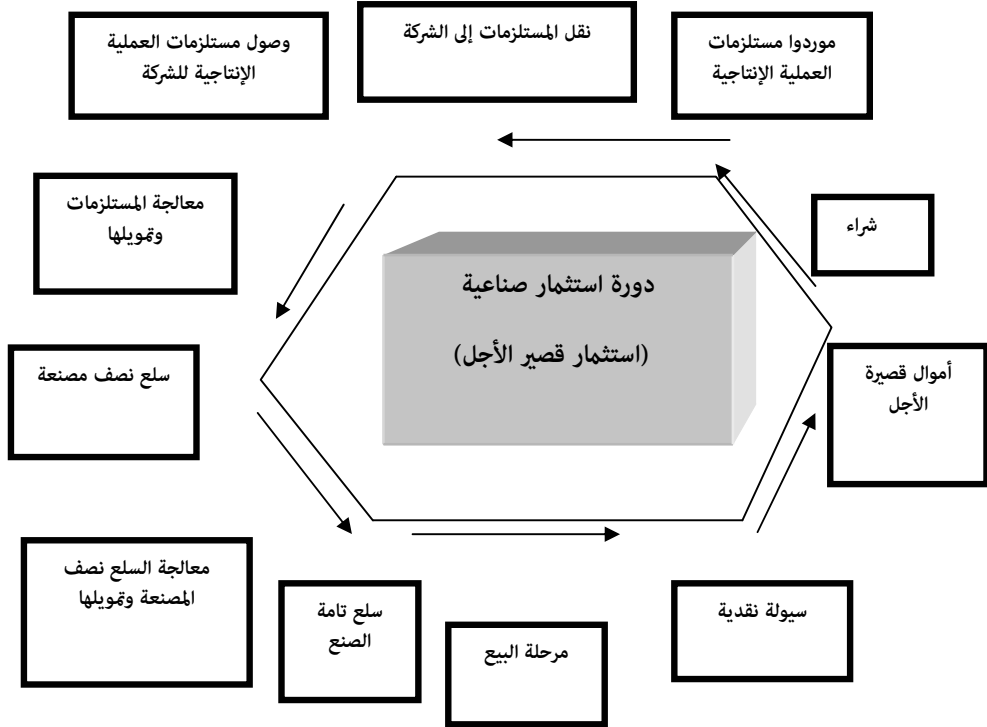 موردوا مستلزمات
العملية الإنتاجية
نقل المستلزمات إلى الشركة
وصول مستلزمات العملية
الإنتاجية للشركة
شراء
معالجة المستلزمات
وتمويلها
دورة استثمار صناعية
(استثمار قصير الأجل)
أموال قصيرة
الأجل
سلع نصف مصنعة
معالجة السلع نصف
المصنعة وتمويلها
سلع تامة
الصنع
مرحلة البيع
سيولة نقدية